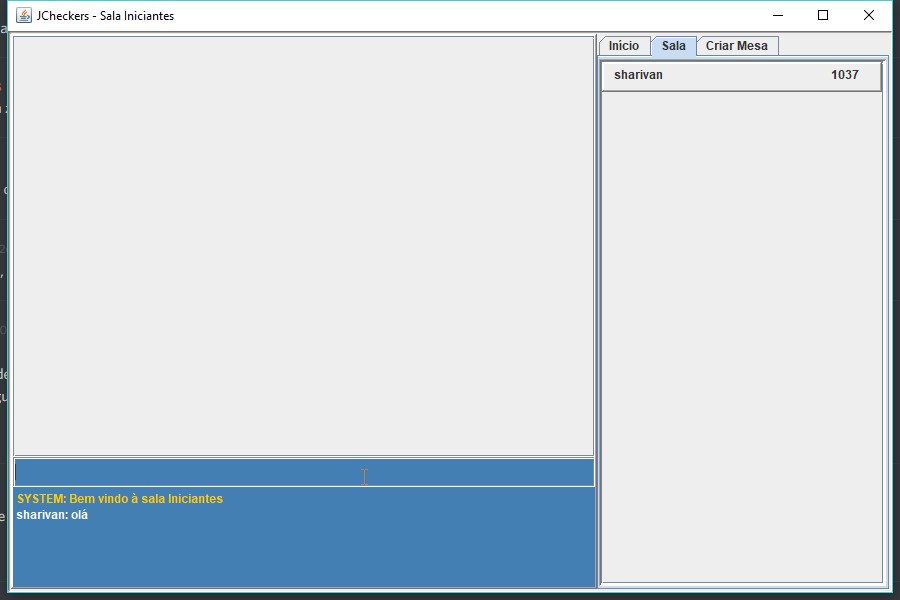 JCheckers - Sala Iniciantes
Início Sala Criar Mesa
sharivan 1037
SYSTEM: Bem vindo à sala Iniciantes
sharivan: olá